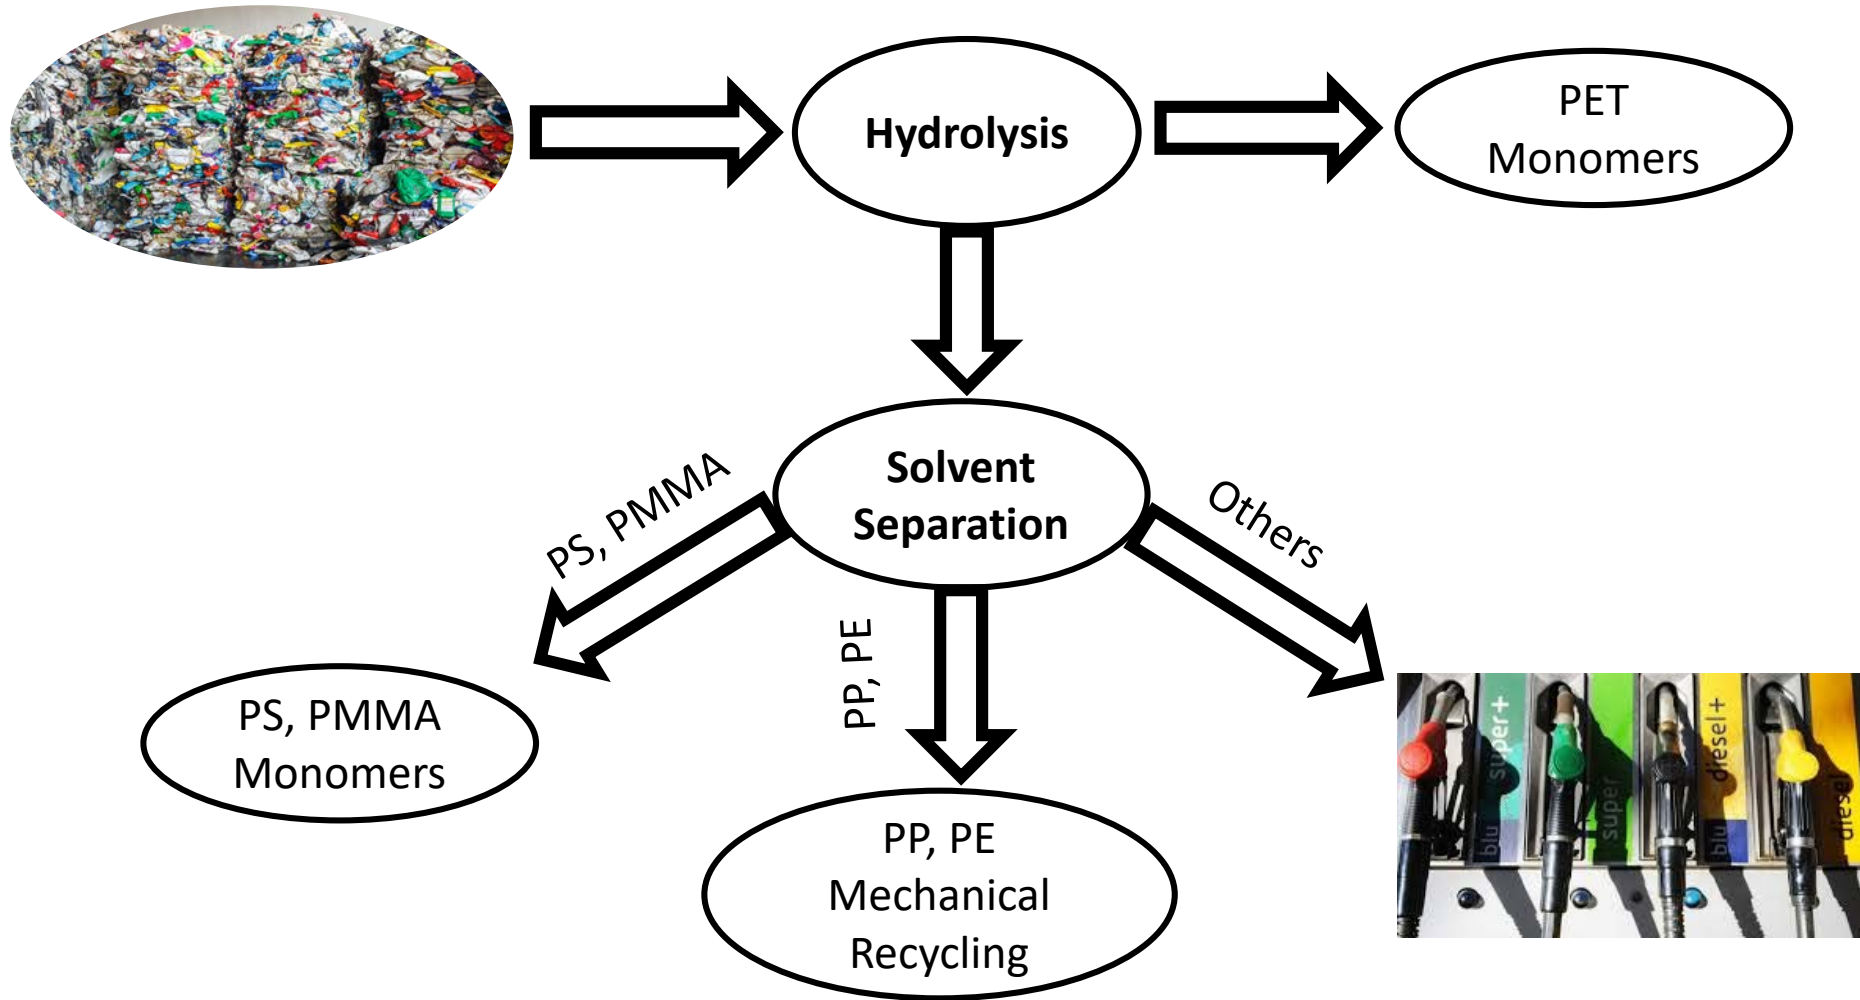 Hydrolysis
PET
Monomers
Solvent
Separation
PS, PMMA
PP, PE
Others
PS, PMMA
Monomers
PP, PE
Mechanical
Recycling
blu super+
super
blu diesel+
diesel